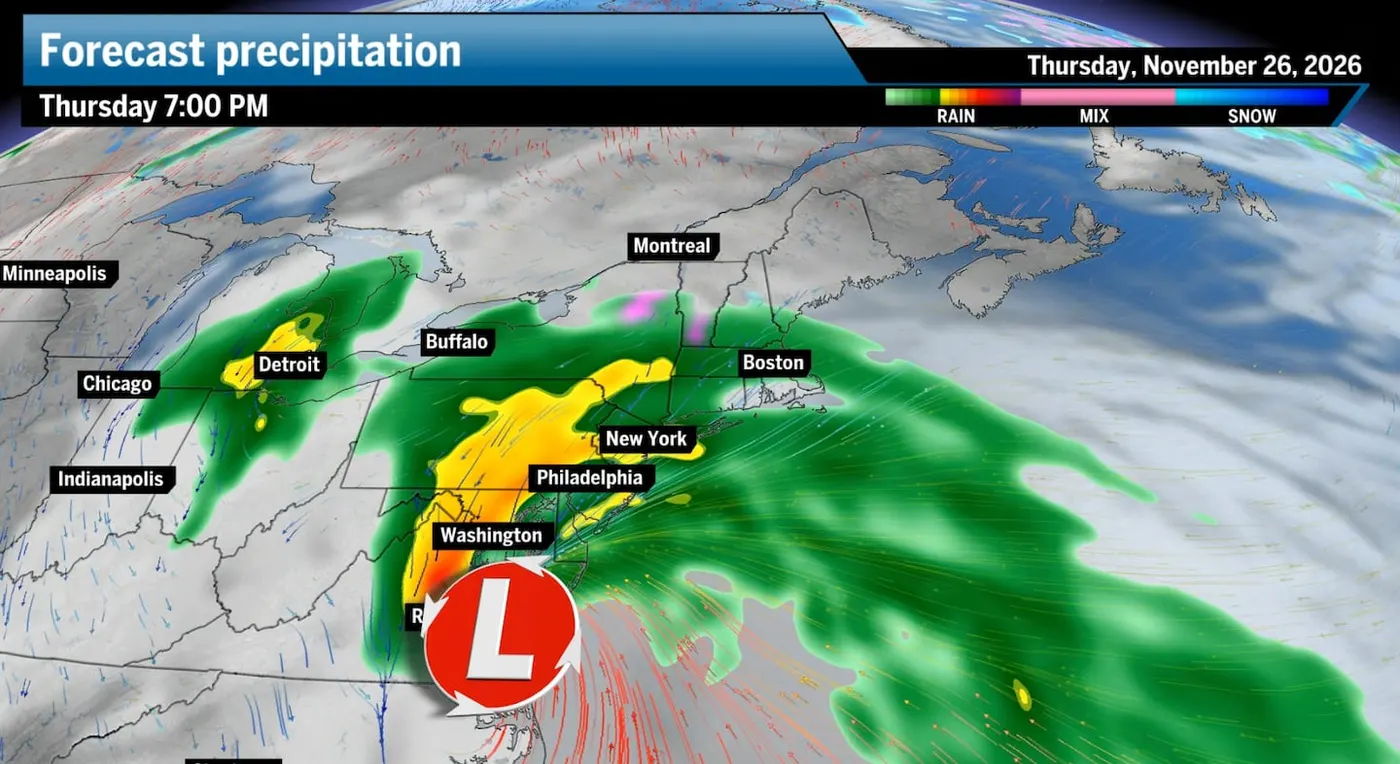 Forecast precipitation
Thursday, November 26, 2026
Thursday 7:00 PM
RAIN MIX SNOW
Montreal
Minneapolis
Buffalo
Boston
Detroit
Chicago
New York
Philadelphia
Indianapolis
Washington
R
L